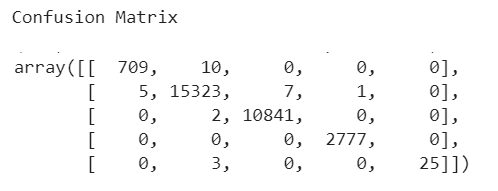 Confusion Matrix
array([[ 709, 10, 0, 0, 0],
[ 5, 15323, 7, 1, 0],
[ 0, 2, 10841, 0, 0],
[ 0, 0, 0, 2777, 0],
[ 0, 3, 0, 0, 25]])